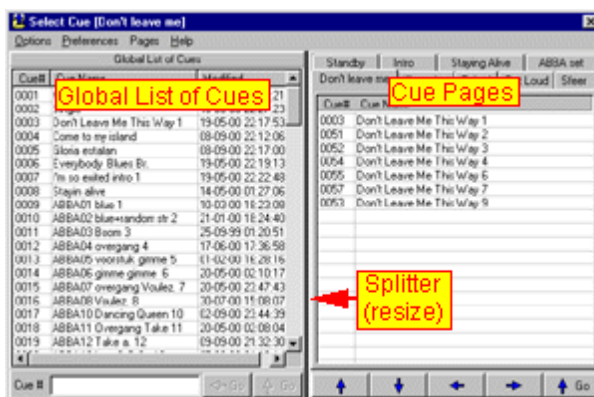 Select Cue [Don't leave me]
Options Preferences Pages Help
Global List of Cues
Standby Intro Staying Alive ABBA set
Don't leave me Loud Sfeer
Cue# Cue Name Modified
Global List of Cues
Cue Pages
0001
0002
0003 Don't Leave Me This Way 1 19-05-00 22:17:53
0004 Come to my island 08-09-00 22:12:06
0005 Gloria estafan 08-09-00 22:17:00
0006 Everybody Blues Br. 19-05-00 22:19:13
0007 I'm so exited intro 1 19-05-00 22:22:48
0008 Stayin alive 14-05-00 01:27:06
0009 ABBA01 blue 1 10-03-00 16:23:09
0010 ABBA02 blue+random str 2 21-01-00 18:24:40
0011 ABBA03 Boom 3 25-09-99 01:20:51
0012 ABBA04 overgang 4 17-06-00 17:36:58
0013 ABBA05 voorstuk gimme 5 01-02-00 16:28:16
0014 ABBA06 gimme gimme 6 20-05-00 02:10:17
0015 ABBA07 overgang Voulez. 7 20-05-00 23:47:43
0016 ABBA08 Voulez. 8 30-07-00 15:08:07
0017 ABBA10 Dancing Queen 10 02-09-00 23:44:39
0018 ABBA11 Overgang Take 11 20-05-00 02:08:04
0019 ABBA12 Take a. 12 09-09-00 21:32:30
Cue#
0003 Don't Leave Me This Way 1
0051 Don't Leave Me This Way 2
0052 Don't Leave Me This Way 3
0054 Don't Leave Me This Way 4
0055 Don't Leave Me This Way 6
0057 Don't Leave Me This Way 7
0053 Don't Leave Me This Way 9
Splitter
(resize)
Cue # Go Go
Go